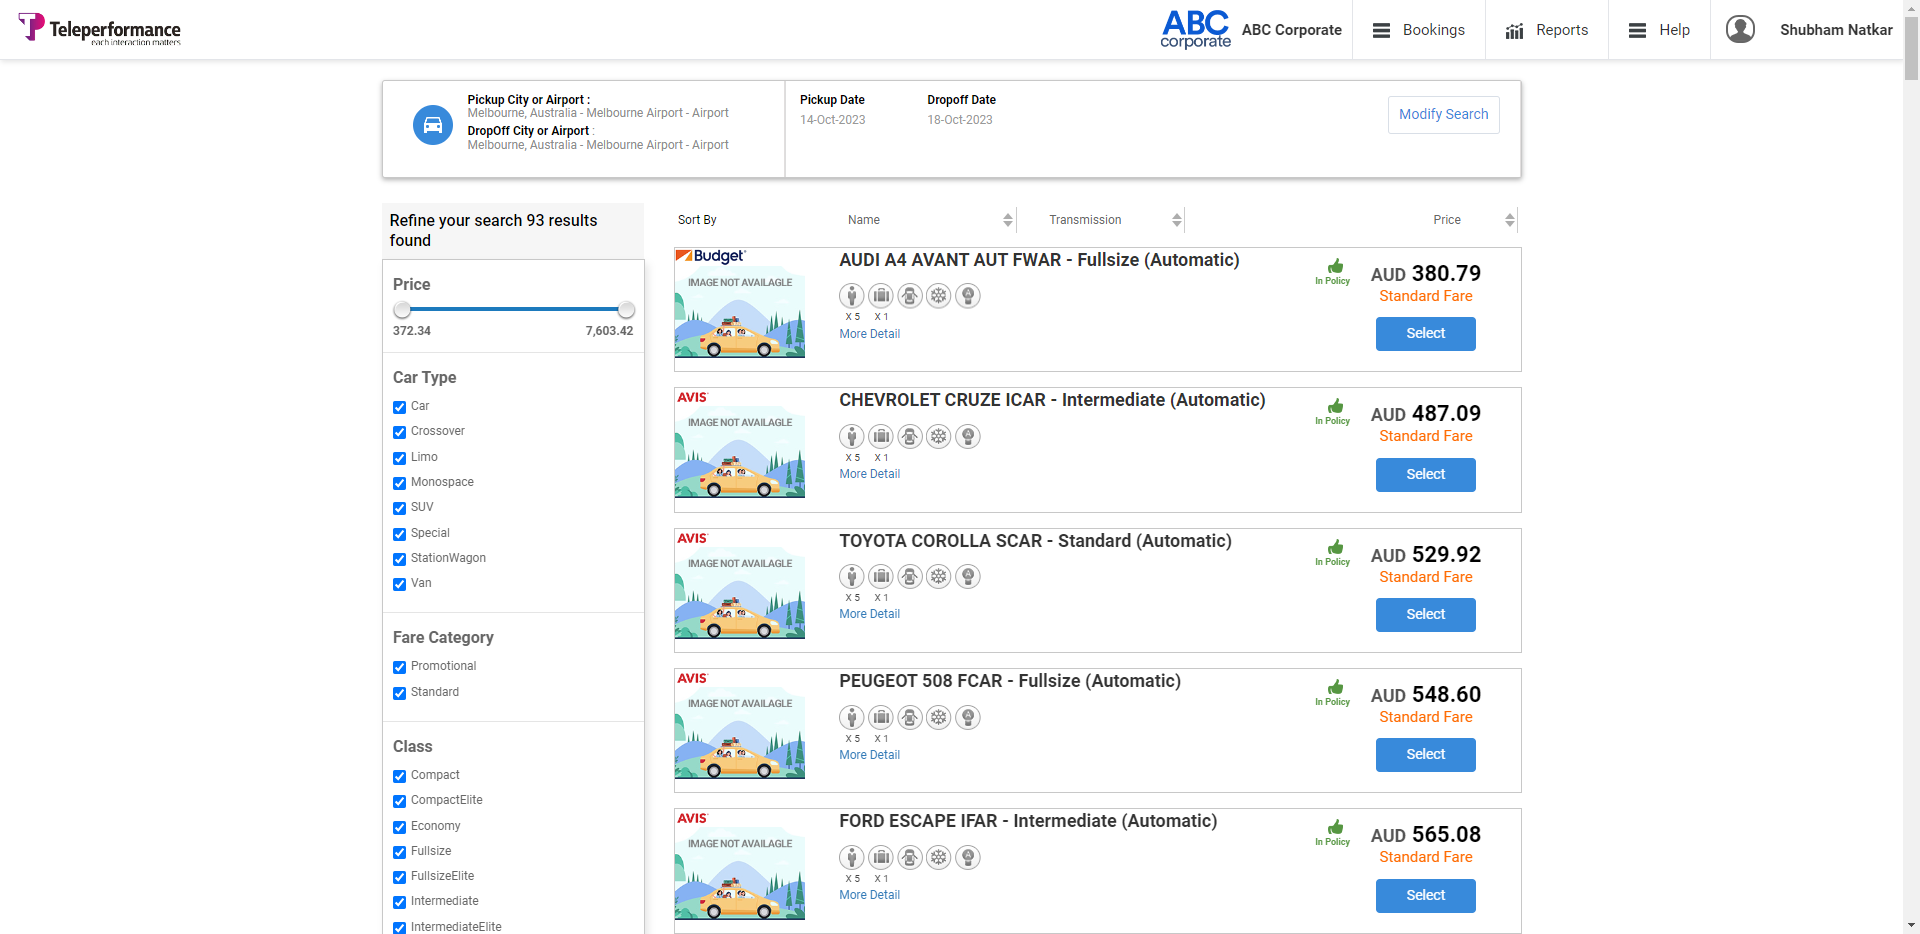 Teleperformance
each interaction matters
ABC
corporate
ABC Corporate
Bookings
Reports
Help
Shubham Natkar
Pickup City or Airport :
Melbourne, Australia - Melbourne Airport - Airport
DropOff City or Airport :
Melbourne, Australia - Melbourne Airport - Airport
Pickup Date
14-Oct-2023
Dropoff Date
18-Oct-2023
Modify Search
Refine your search 93 results
found
Price
372.34 7,603.42
Car Type
Car
Crossover
Limo
Monospace
SUV
Special
StationWagon
Van
Fare Category
Promotional
Standard
Class
Compact
CompactElite
Economy
Fullsize
FullsizeElite
Intermediate
IntermediateElite
Sort By Name Transmission Price
Budget
IMAGE NOT AVAILAGLE
AUDI A4 AVANT AUT FWAR - Fullsize (Automatic)
X 5 X 1
More Detail
In Policy
AUD 380.79
Standard Fare
Select
AVIS
IMAGE NOT AVAILAGLE
CHEVROLET CRUZE ICAR - Intermediate (Automatic)
X 5 X 1
More Detail
In Policy
AUD 487.09
Standard Fare
Select
AVIS
IMAGE NOT AVAILAGLE
TOYOTA COROLLA SCAR - Standard (Automatic)
X 5 X 1
More Detail
In Policy
AUD 529.92
Standard Fare
Select
AVIS
IMAGE NOT AVAILAGLE
PEUGEOT 508 FCAR - Fullsize (Automatic)
X 5 X 1
More Detail
In Policy
AUD 548.60
Standard Fare
Select
AVIS
IMAGE NOT AVAILAGLE
FORD ESCAPE IFAR - Intermediate (Automatic)
X 5 X 1
More Detail
In Policy
AUD 565.08
Standard Fare
Select